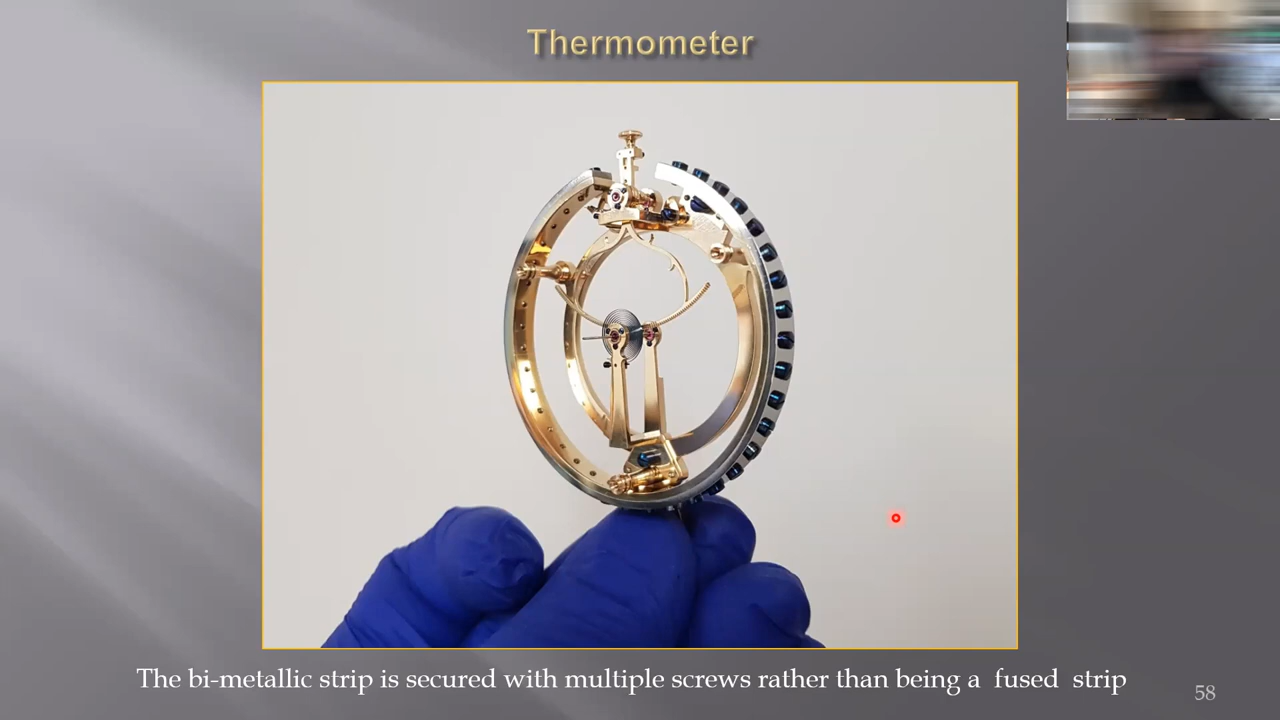 Thermometer
The bi-metallic strip is secured with multiple screws rather than being a  fused  strip
58